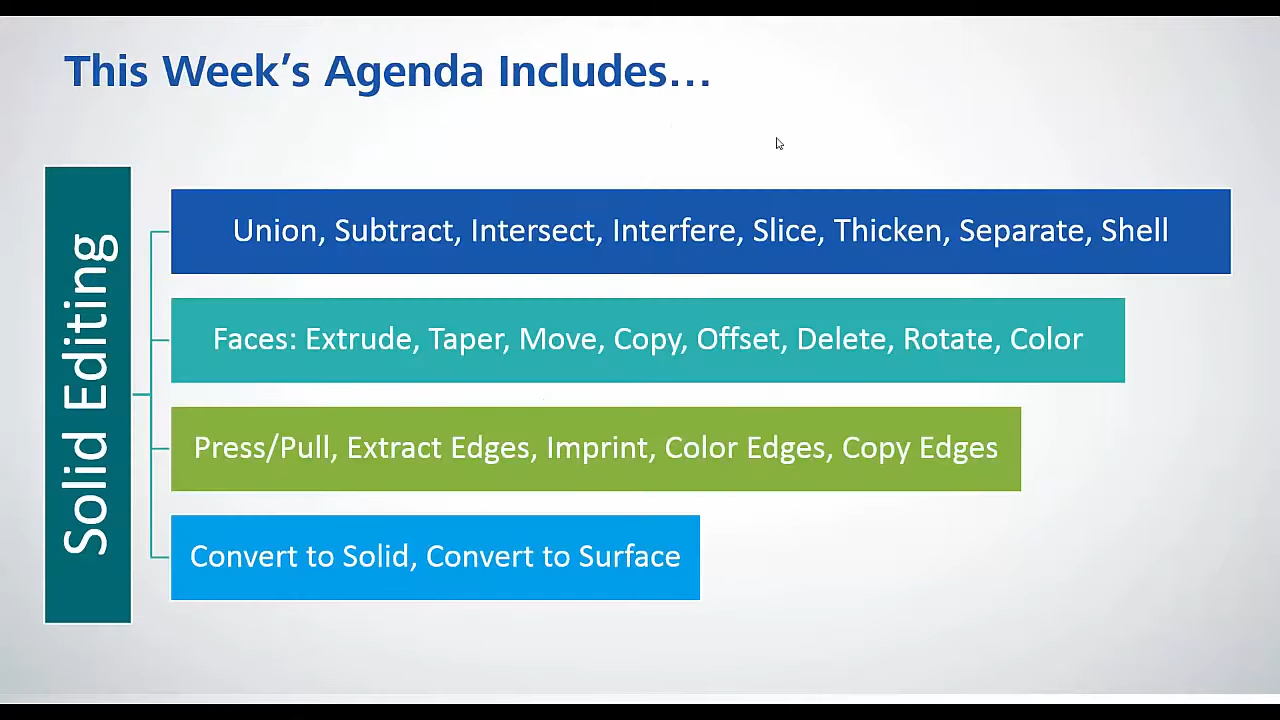 This Week’s Agenda Includes…
Solid Editing
Union, Subtract, Intersect, Interfere, Slice, Thicken, Separate, Shell
Faces: Extrude, Taper, Move, Copy, Offset, Delete, Rotate, Color
Press/Pull, Extract Edges, Imprint, Color Edges, Copy Edges
Convert to Solid, Convert to Surface